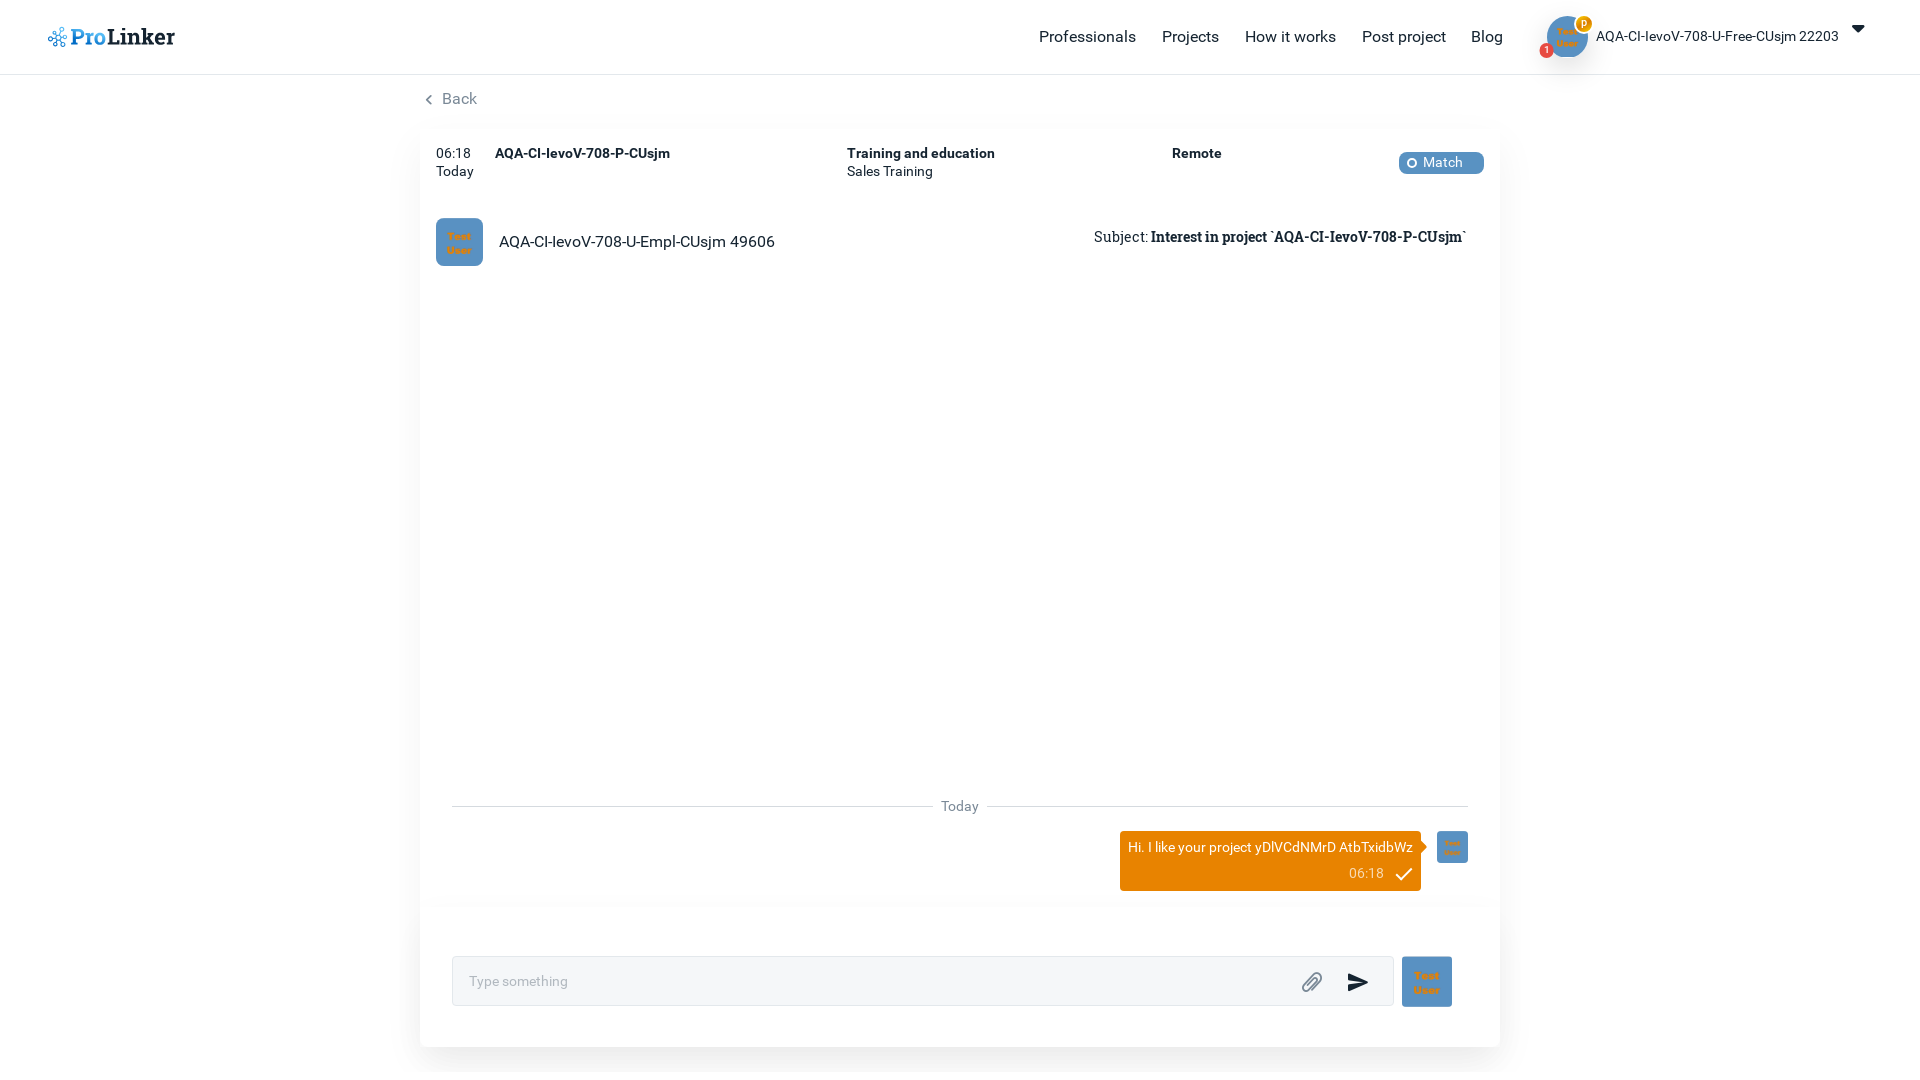 ProLinker
Professionals
Projects
How it works
Post project
Blog
Test
User
p
1
AQA-CI-IevoV-708-U-Free-CUsjm 22203
Back
06:18
Today
AQA-CI-IevoV-708-P-CUsjm
Training and education
Sales Training
Remote
Match
Test
User
AQA-CI-IevoV-708-U-Empl-CUsjm 49606
Subject: Interest in project `AQA-CI-IevoV-708-P-CUsjm`
Today
Hi. I like your project yDlVCdNMrD AtbTxidbWz
06:18
Test
User
Type something
Test
User